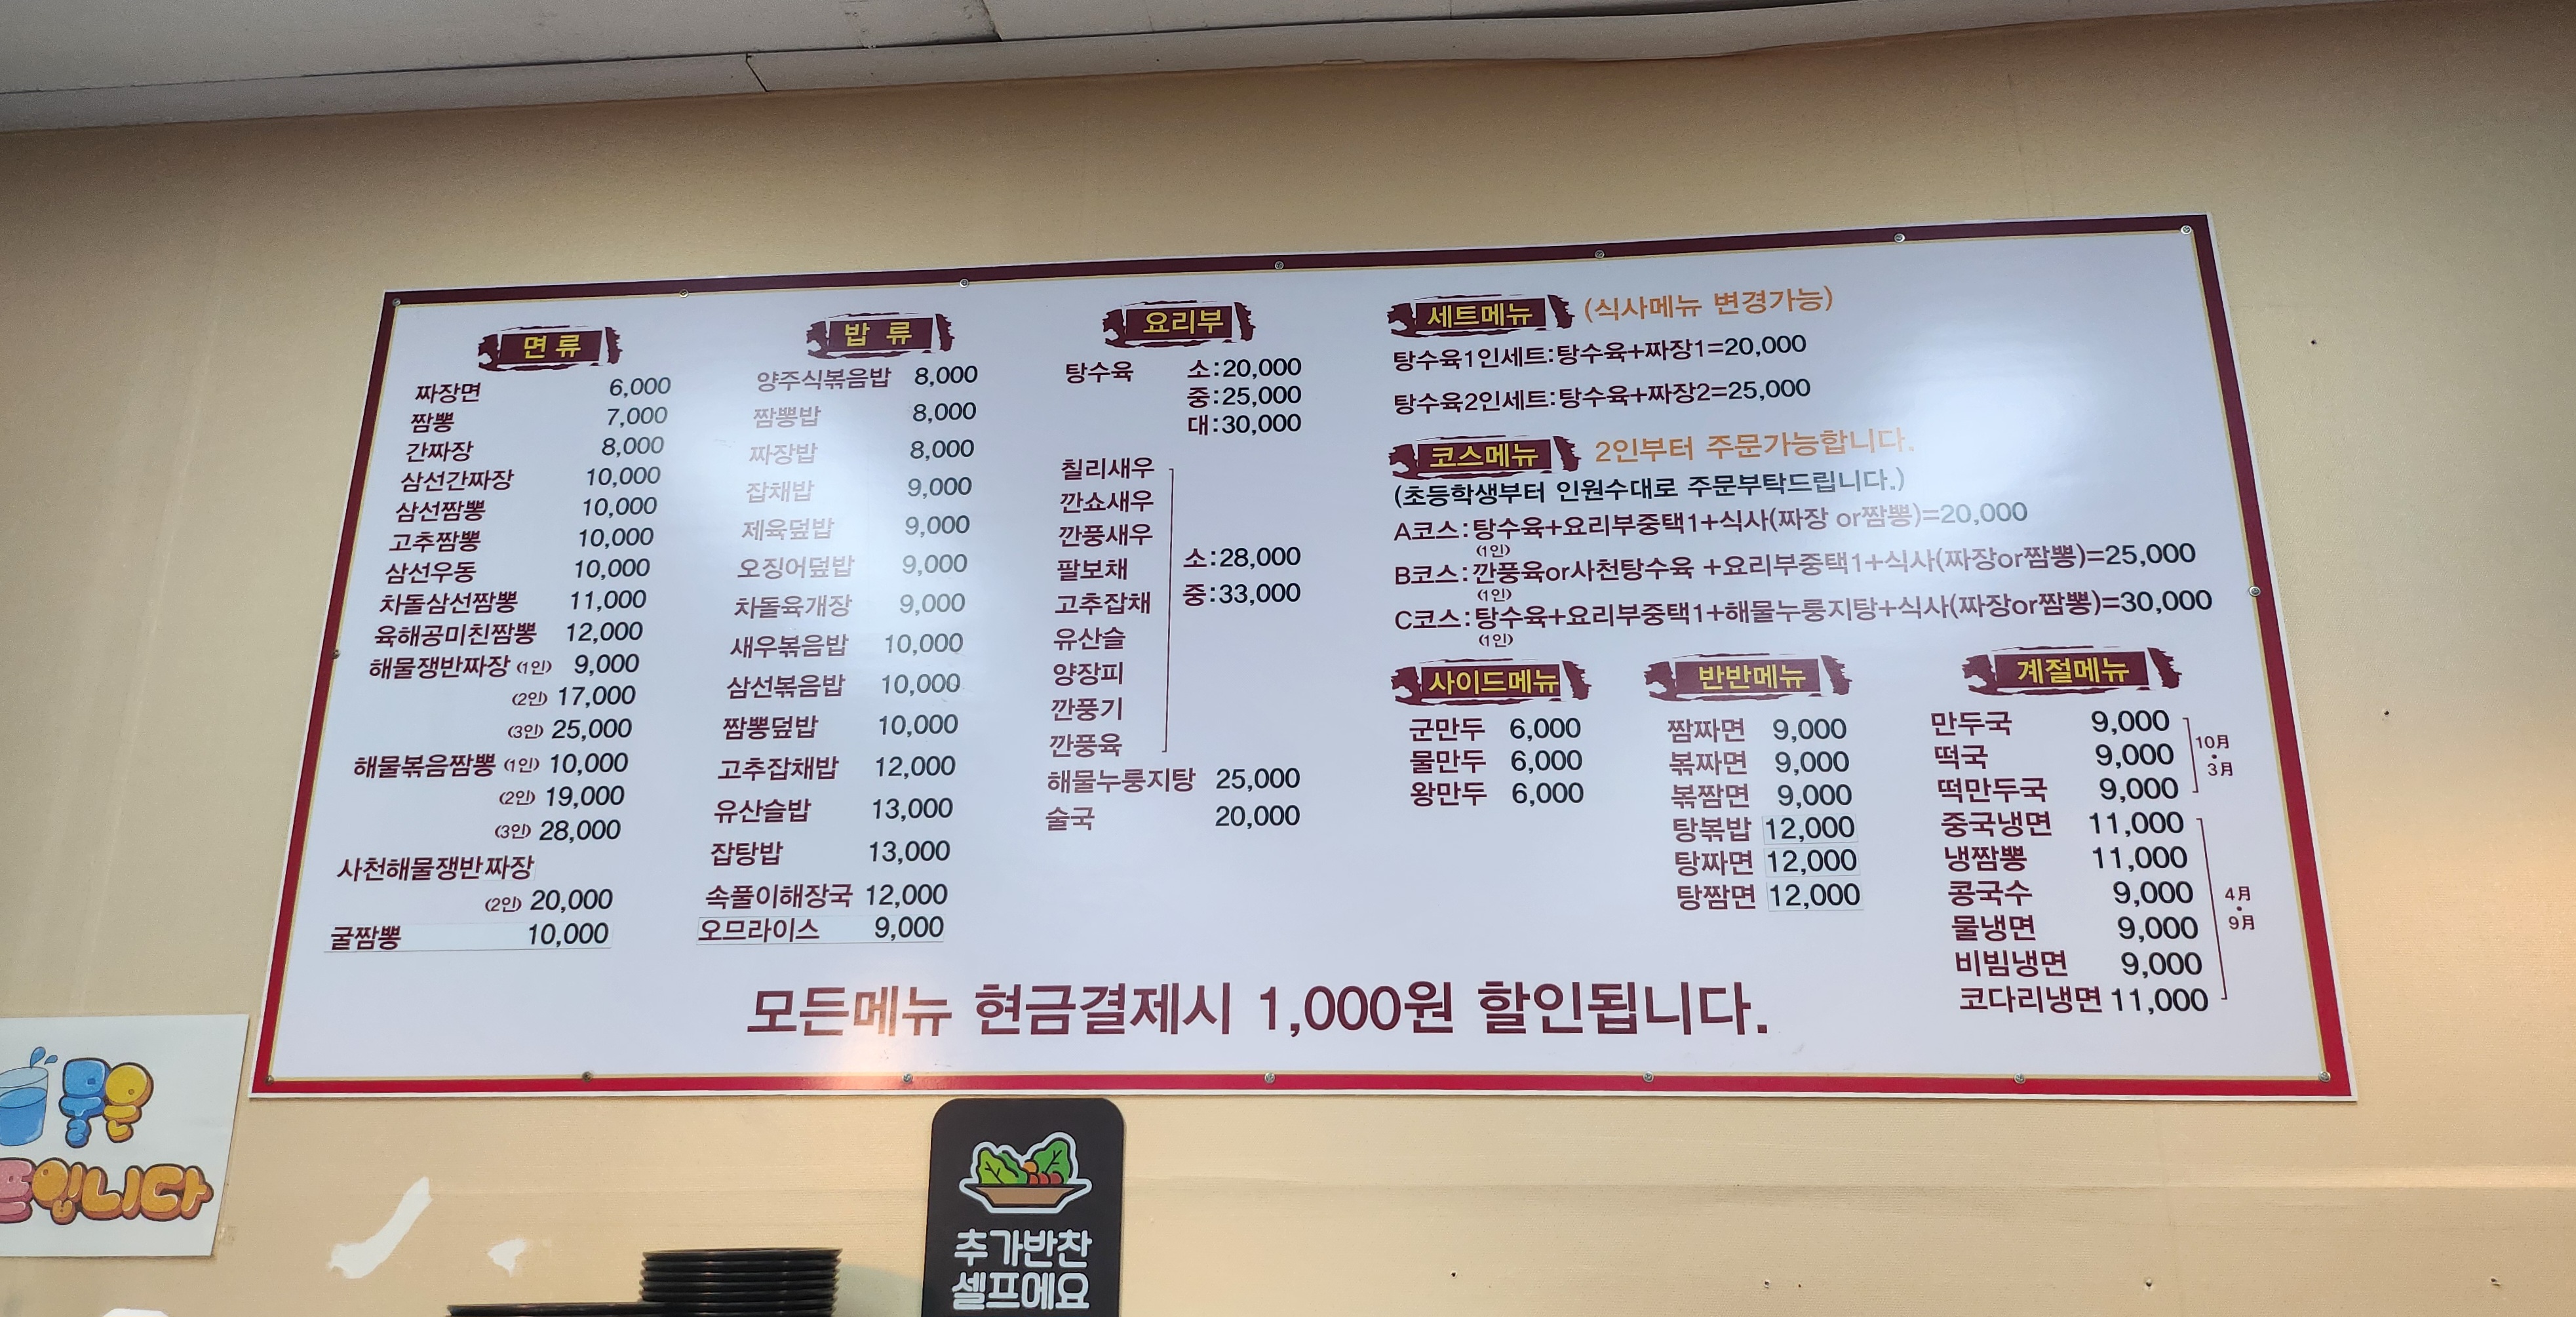 면류
짜장면 6,000
짬뽕 7,000
간짜장 8,000
삼선간짜장 10,000
삼선짬뽕 10,000
고추짬뽕 10,000
삼선우동 10,000
차돌삼선짬뽕 11,000
육해공미친짬뽕 12,000
해물쟁반짜장 (1인) 9,000
(2인) 17,000
(3인) 25,000
해물볶음짬뽕 (1인) 10,000
(2인) 19,000
(3인) 28,000
사천해물쟁반짜장
(2인) 20,000
굴짬뽕 10,000
밥 류
양주식볶음밥 8,000
짬뽕밥 8,000
짜장밥 8,000
잡채밥 9,000
제육덮밥 9,000
오징어덮밥 9,000
차돌육개장 9,000
새우볶음밥 10,000
삼선볶음밥 10,000
짬뽕덮밥 10,000
고추잡채밥 12,000
유산슬밥 13,000
잡탕밥 13,000
속풀이해장국 12,000
오므라이스 9,000
요리부
탕수육 소:20,000
중:25,000
대:30,000
칠리새우
깐쇼새우
깐풍새우
팔보채
고추잡채
유산슬
양장피
깐풍기
깐풍육
소:28,000
중:33,000
해물누룽지탕 25,000
술국 20,000
세트메뉴 (식사메뉴 변경가능)
탕수육1인세트:탕수육+짜장1=20,000
탕수육2인세트:탕수육+짜장2=25,000
코스메뉴 2인부터 주문가능합니다.
(초등학생부터 인원수대로 주문부탁드립니다.)
A코스:탕수육+요리부중택1+식사(짜장 or짬뽕)=20,000
(1인)
B코스:깐풍육or사천탕수육 +요리부중택1+식사(짜장or짬뽕)=25,000
(1인)
C코스:탕수육+요리부중택1+해물누룽지탕+식사(짜장or짬뽕)=30,000
(1인)
사이드메뉴
군만두 6,000
물만두 6,000
왕만두 6,000
반반메뉴
짬짜면 9,000
볶짜면 9,000
볶짬면 9,000
탕볶밥 12,000
탕짜면 12,000
탕짬면 12,000
계절메뉴
만두국 9,000
떡국 9,000
떡만두국 9,000
10月
·
3月
중국냉면 11,000
냉짬뽕 11,000
콩국수 9,000
물냉면 9,000
비빔냉면 9,000
코다리냉면 11,000
4月
·
9月
모든메뉴 현금결제시 1,000원 할인됩니다.
물은
프입니다
추가반찬
셀프에요